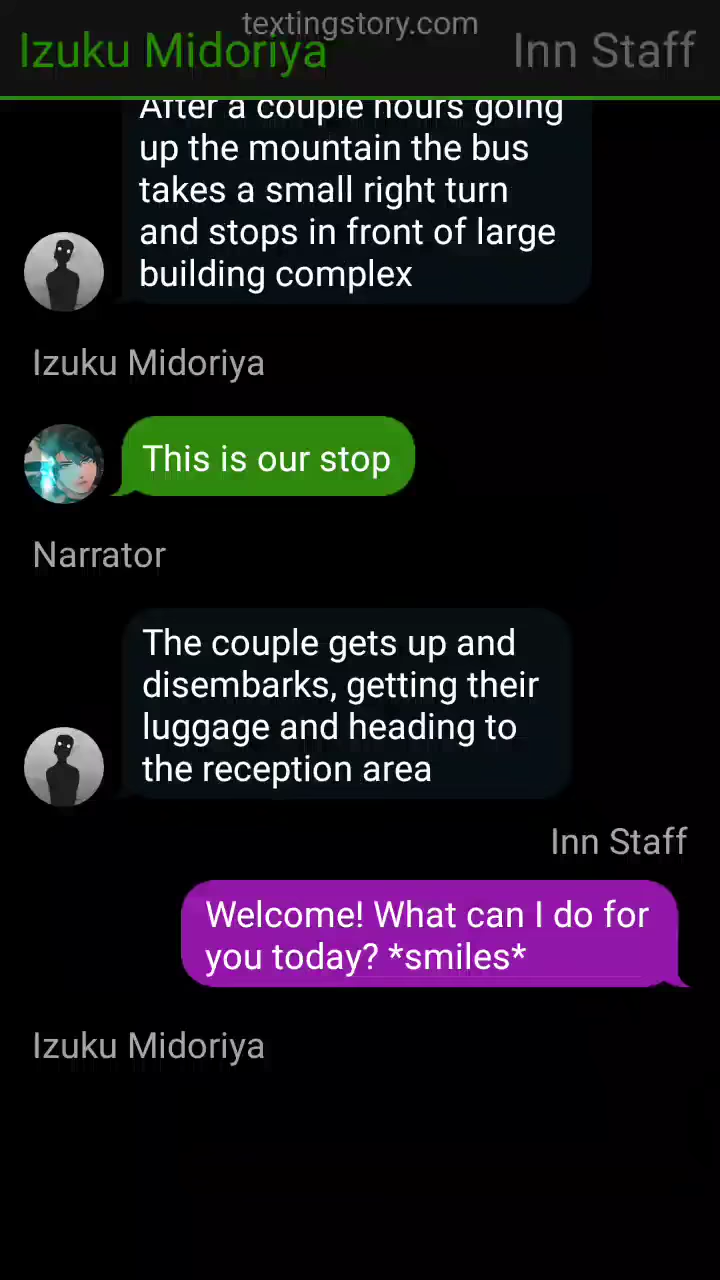 textingstory.com
Izuku Midoriya
Inn Staff
After a couple hours going
up the mountain the bus
takes a small right turn
and stops in front of large
building complex
Izuku Midoriya
This is our stop
Narrator
The couple gets up and
disembarks, getting their
luggage and heading to
the reception area
Inn Staff
Welcome! What can I do for
you today? *smiles*
Izuku Midoriya